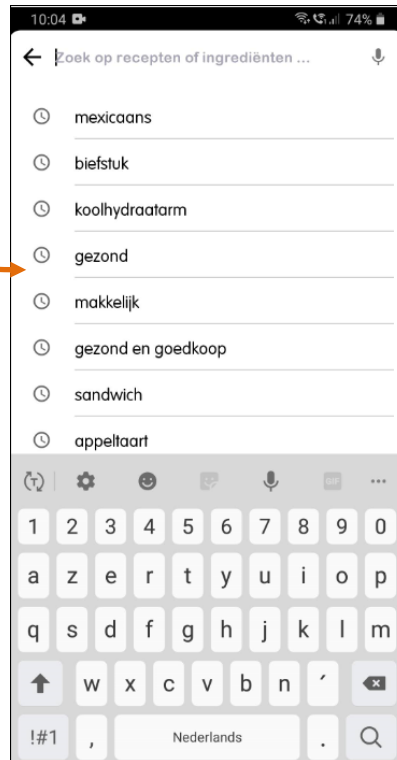 10:04 74%
Zoek op recepten of ingrediënten ...
mexicaans
biefstuk
koolhydraatarm
gezond
makkelijk
gezond en goedkoop
sandwich
appeltaart
T GIF ...
1 2 3 4 5 6 7 8 9 0
a z e r t y u i o p
q s d f g h j k l m
w x c v b n ´
!#1 , Nederlands .